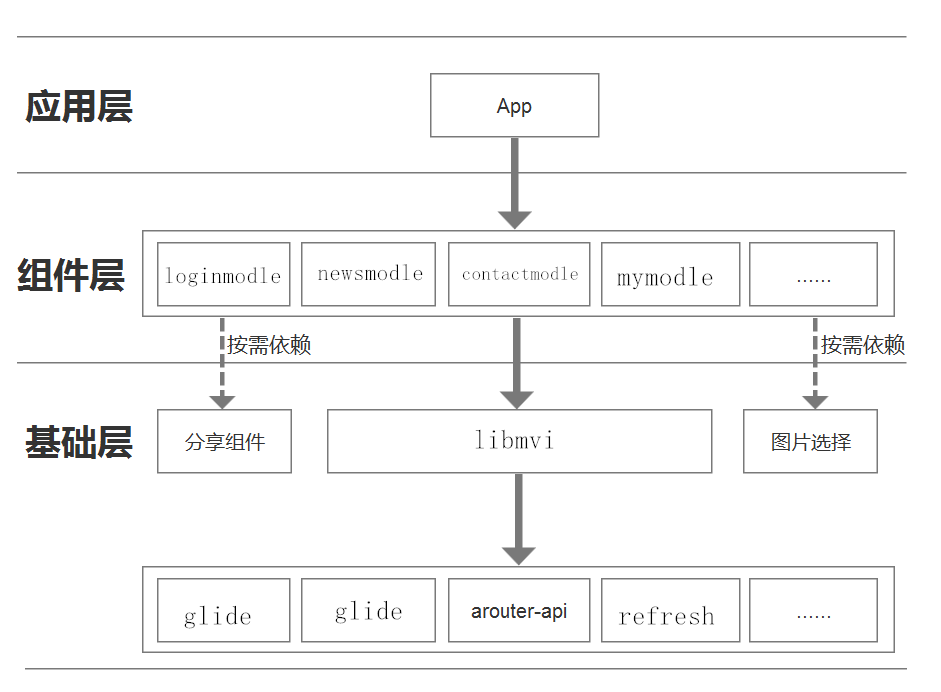 应用层
App
组件层
loginmodle
newsmodle
contactmodle
mymodle
......
按需依赖
按需依赖
基础层
分享组件
libmvi
图片选择
glide
glide
arouter-api
refresh
......